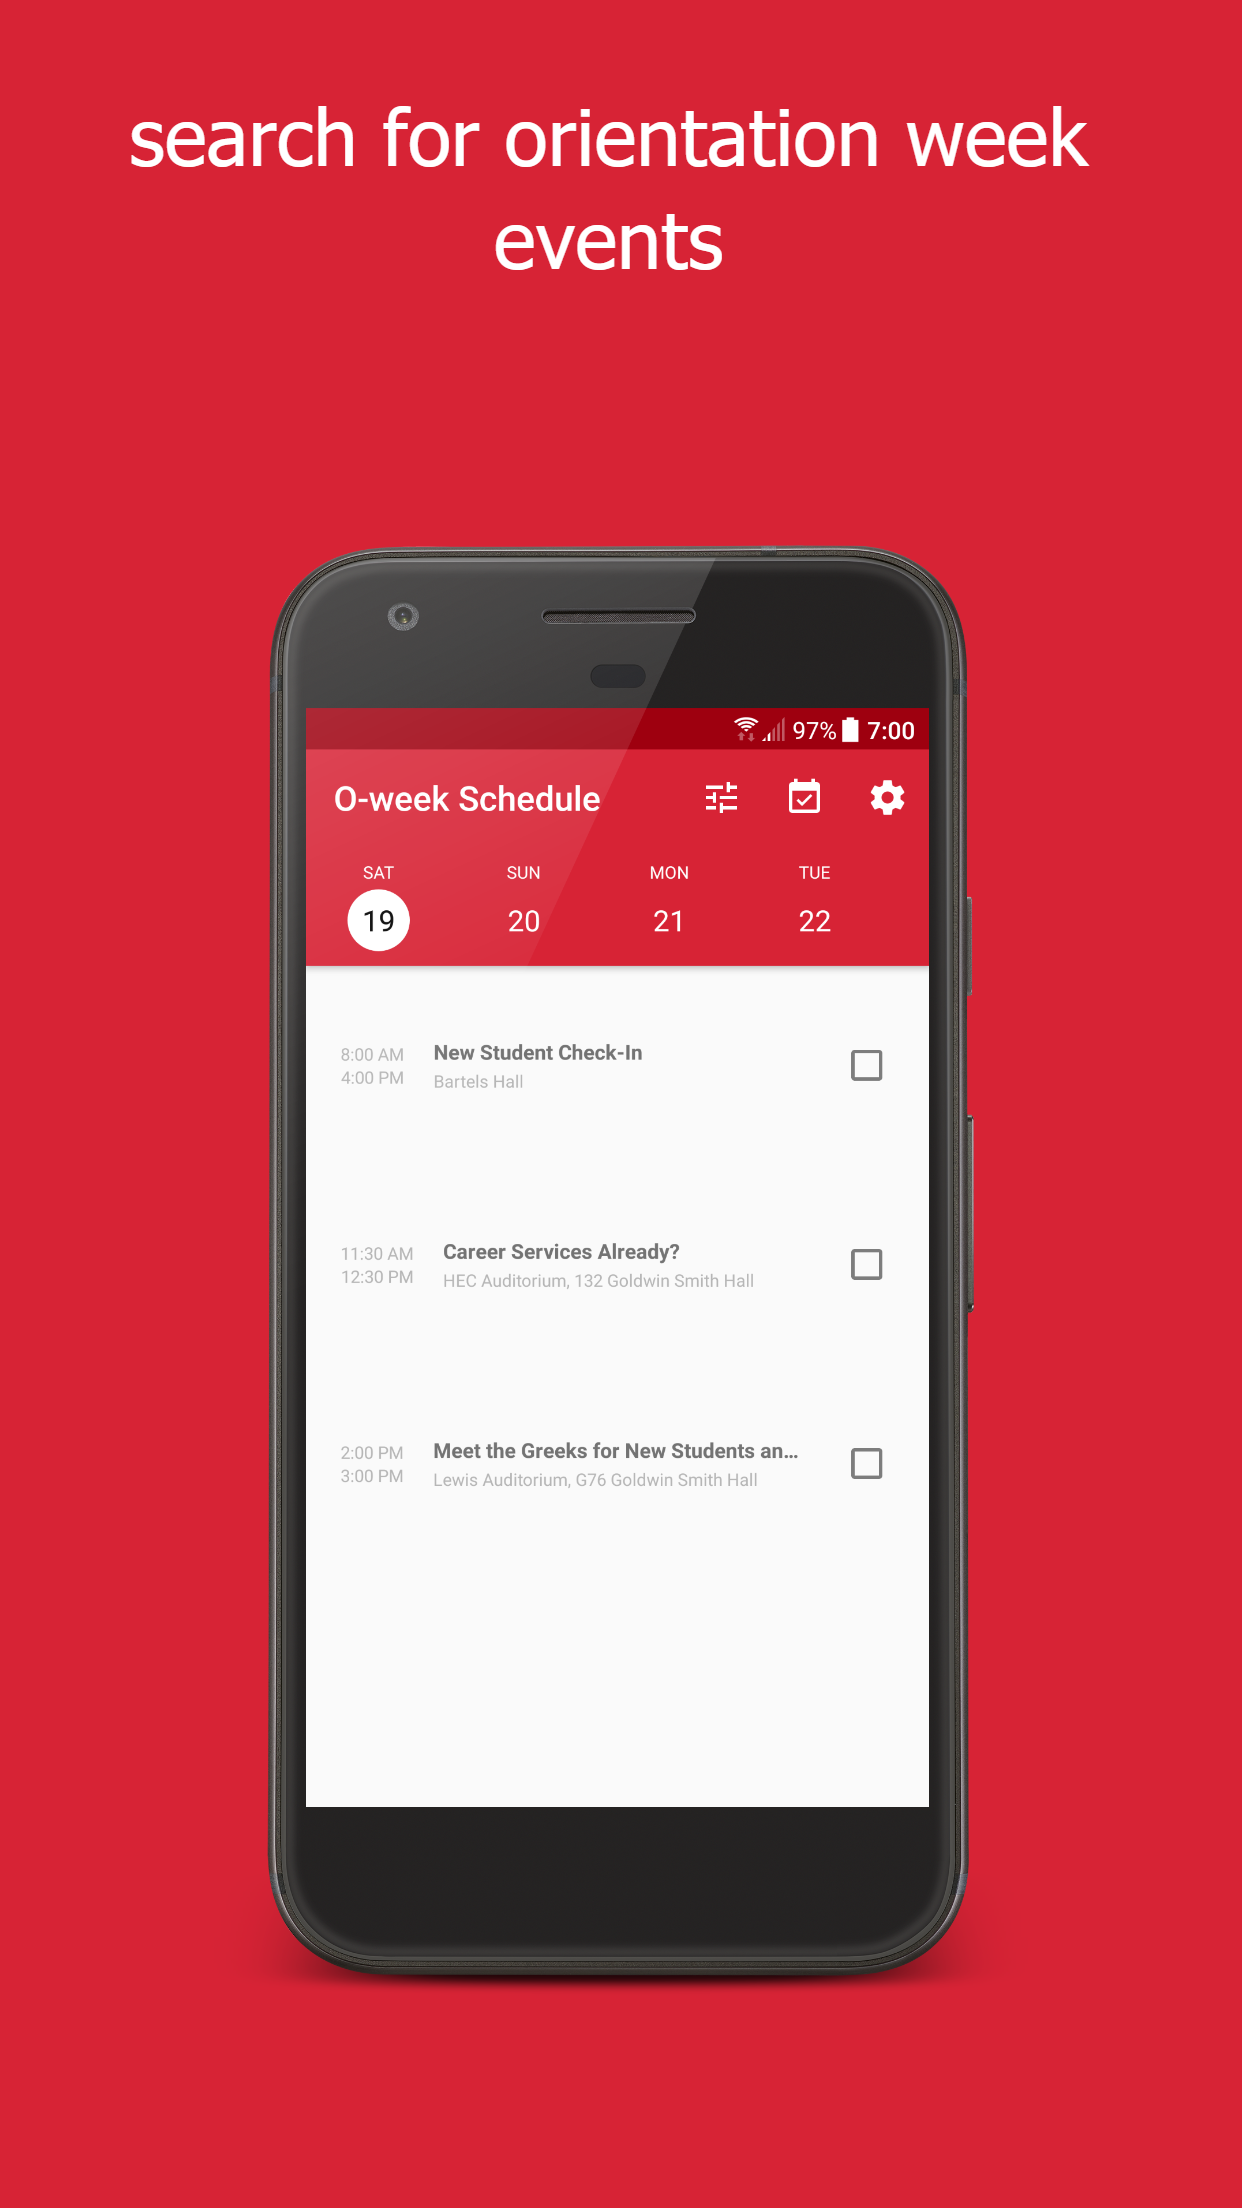 search for orientation week
events
97% 7:00
O-week Schedule
SAT SUN MON TUE
19 20 21 22
8:00 AM New Student Check-In
4:00 PM Bartels Hall
11:30 AM Career Services Already?
12:30 PM HEC Auditorium, 132 Goldwin Smith Hall
2:00 PM Meet the Greeks for New Students an...
3:00 PM Lewis Auditorium, G76 Goldwin Smith Hall